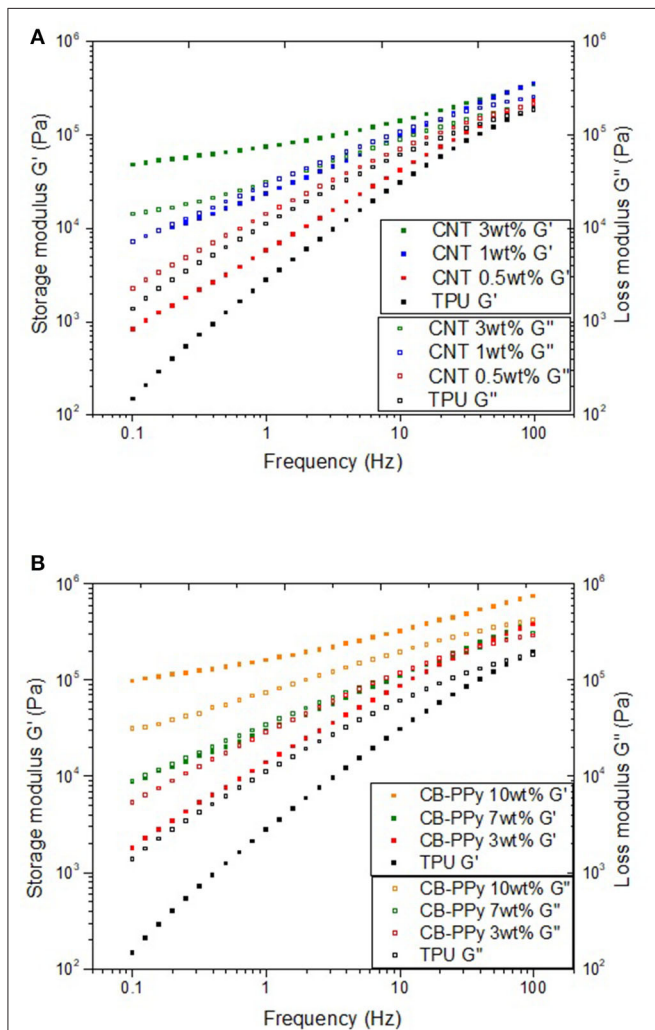 A
10⁶
10⁵
10⁴
10³
10²
Storage modulus G' (Pa)
CNT 3wt% G'
CNT 1wt% G'
CNT 0.5wt% G'
TPU G'
CNT 3wt% G"
CNT 1wt% G"
CNT 0.5wt% G"
TPU G"
10⁶
10⁵
10⁴
10³
10²
Loss modulus G" (Pa)
0.1 1 10 100
Frequency (Hz)
B
10⁶
10⁵
10⁴
10³
10²
Storage modulus G' (Pa)
CB-PPy 10wt% G'
CB-PPy 7wt% G'
CB-PPy 3wt% G'
TPU G'
CB-PPy 10wt% G"
CB-PPy 7wt% G"
CB-PPy 3wt% G"
TPU G"
10⁶
10⁵
10⁴
10³
10²
Loss modulus G" (Pa)
0.1 1 10 100
Frequency (Hz)